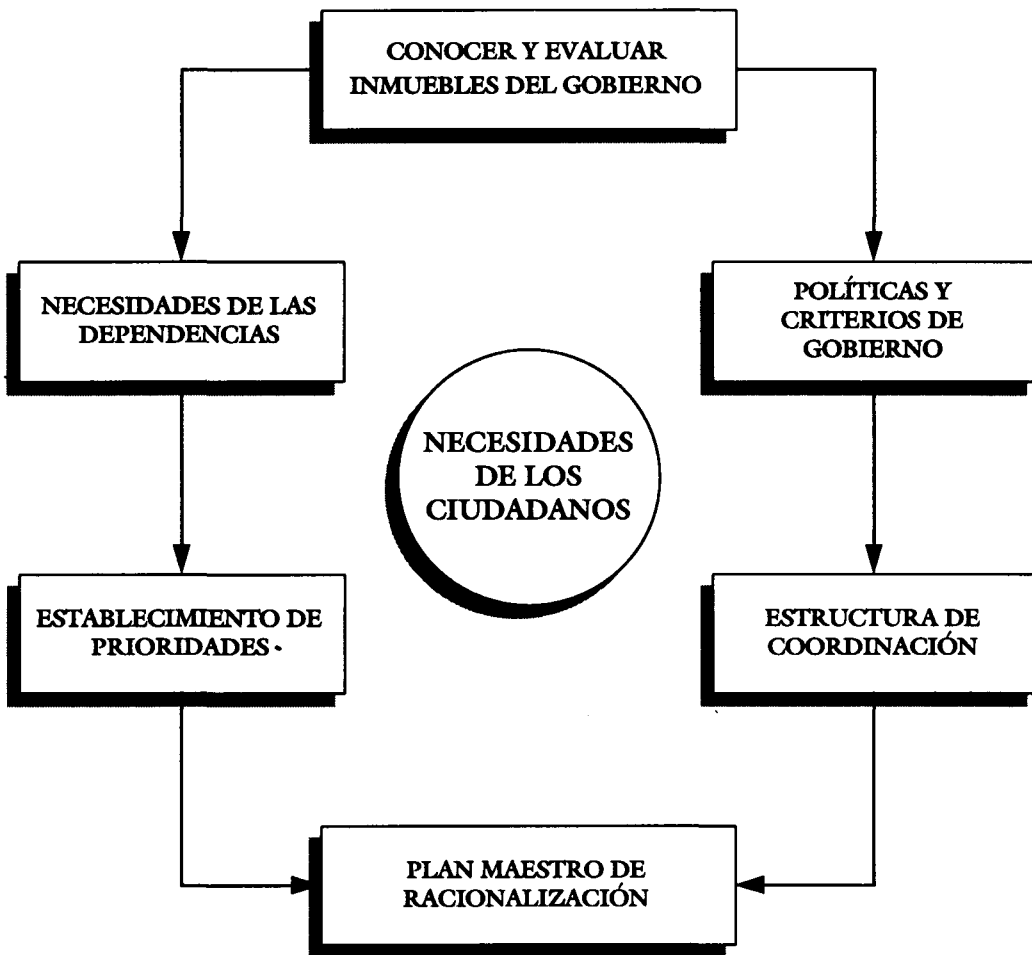 CONOCER Y EVALUAR
INMUEBLES DEL GOBIERNO
NECESIDADES DE LAS
DEPENDENCIAS
POLÍTICAS Y
CRITERIOS DE
GOBIERNO
NECESIDADES
DE LOS
CIUDADANOS
ESTABLECIMIENTO DE
PRIORIDADES
ESTRUCTURA DE
COORDINACIÓN
PLAN MAESTRO DE
RACIONALIZACIÓN